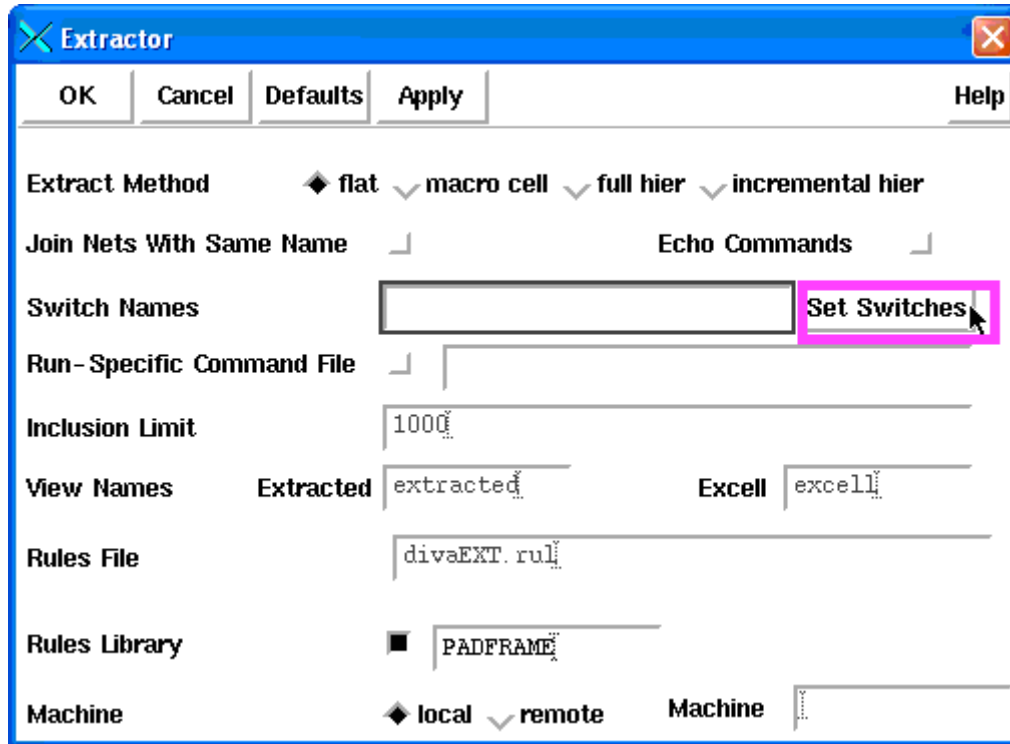 Extractor
OK Cancel Defaults Apply Help
Extract Method flat macro cell full hier incremental hier
Join Nets With Same Name Echo Commands
Switch Names Set Switches
Run-Specific Command File
Inclusion Limit 1000
View Names Extracted extracted Excell excell
Rules File divaEXT.rul
Rules Library PADFRAME
Machine local remote Machine